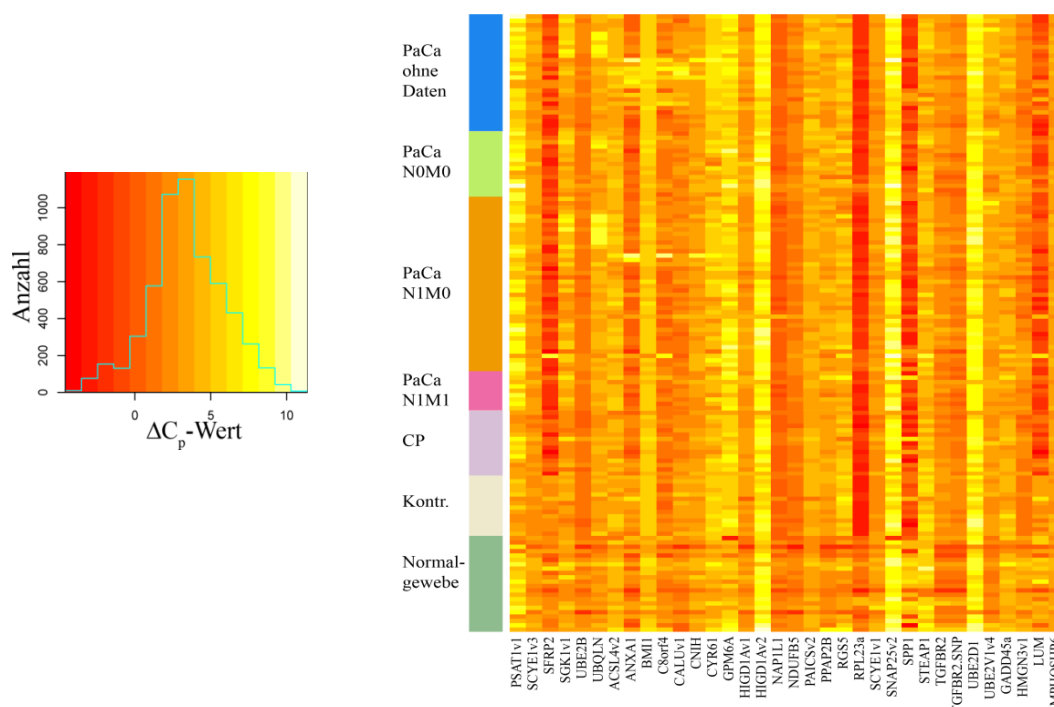 Anzahl
1000
800
600
400
200
0
0 5 10
ΔCp-Wert
PaCa
ohne
Daten
PaCa
N0M0
PaCa
N1M0
PaCa
N1M1
CP
Kontr.
Normal-
gewebe
PSAT1v1
SCYE1v3
SFRP2
SGK1v1
UBE2B
UBQLN
ACSL4v2
ANXA1
BMI1
C8orf4
CALUv1
CNIH
CYR61
GPM6A
HIGD1Av1
HIGD1Av2
NAP1L1
NDUFB5
PAICSv2
PPAP2B
RGS5
RPL23a
SCYE1v1
SNAP25v2
SPP1
STEAP1
TGFBR2
TGFBR2.SNP
UBE2D1
UBE2V1v4
GADD45a
HMGN3v1
LUM